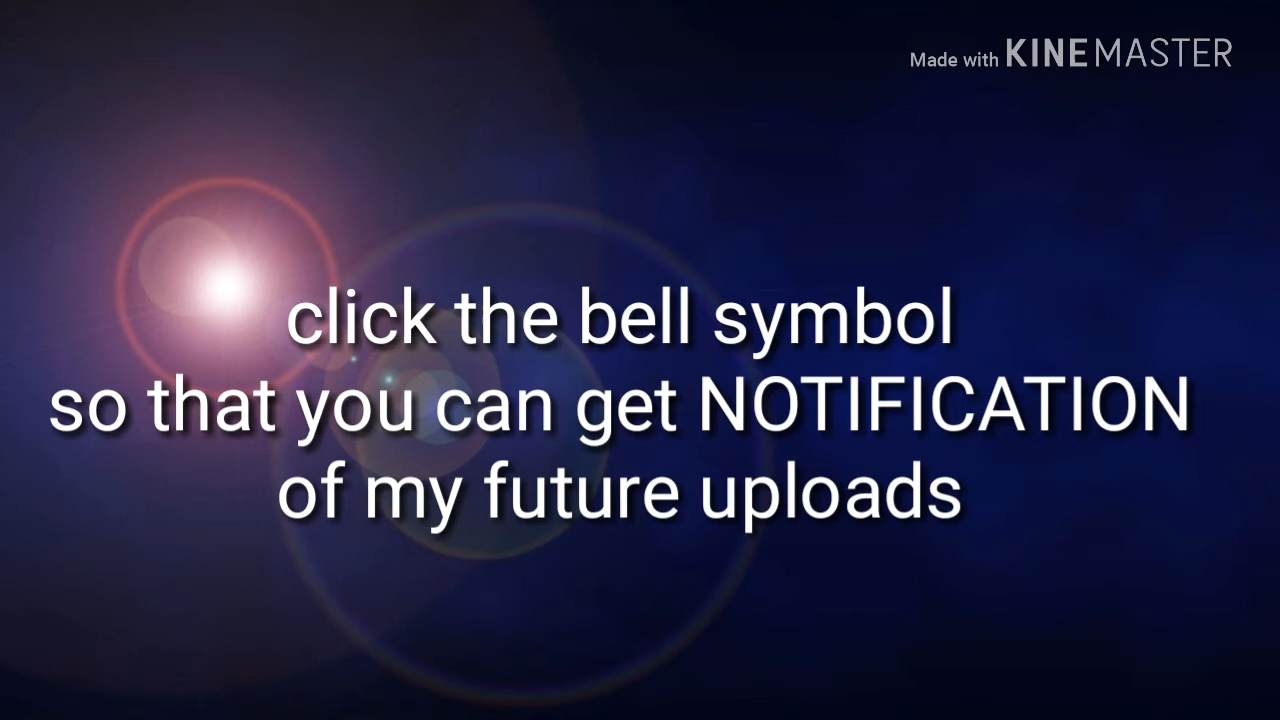 Made with KINEMASTER
click the bell symbol
so that you can get NOTIFICATION
of my future uploads